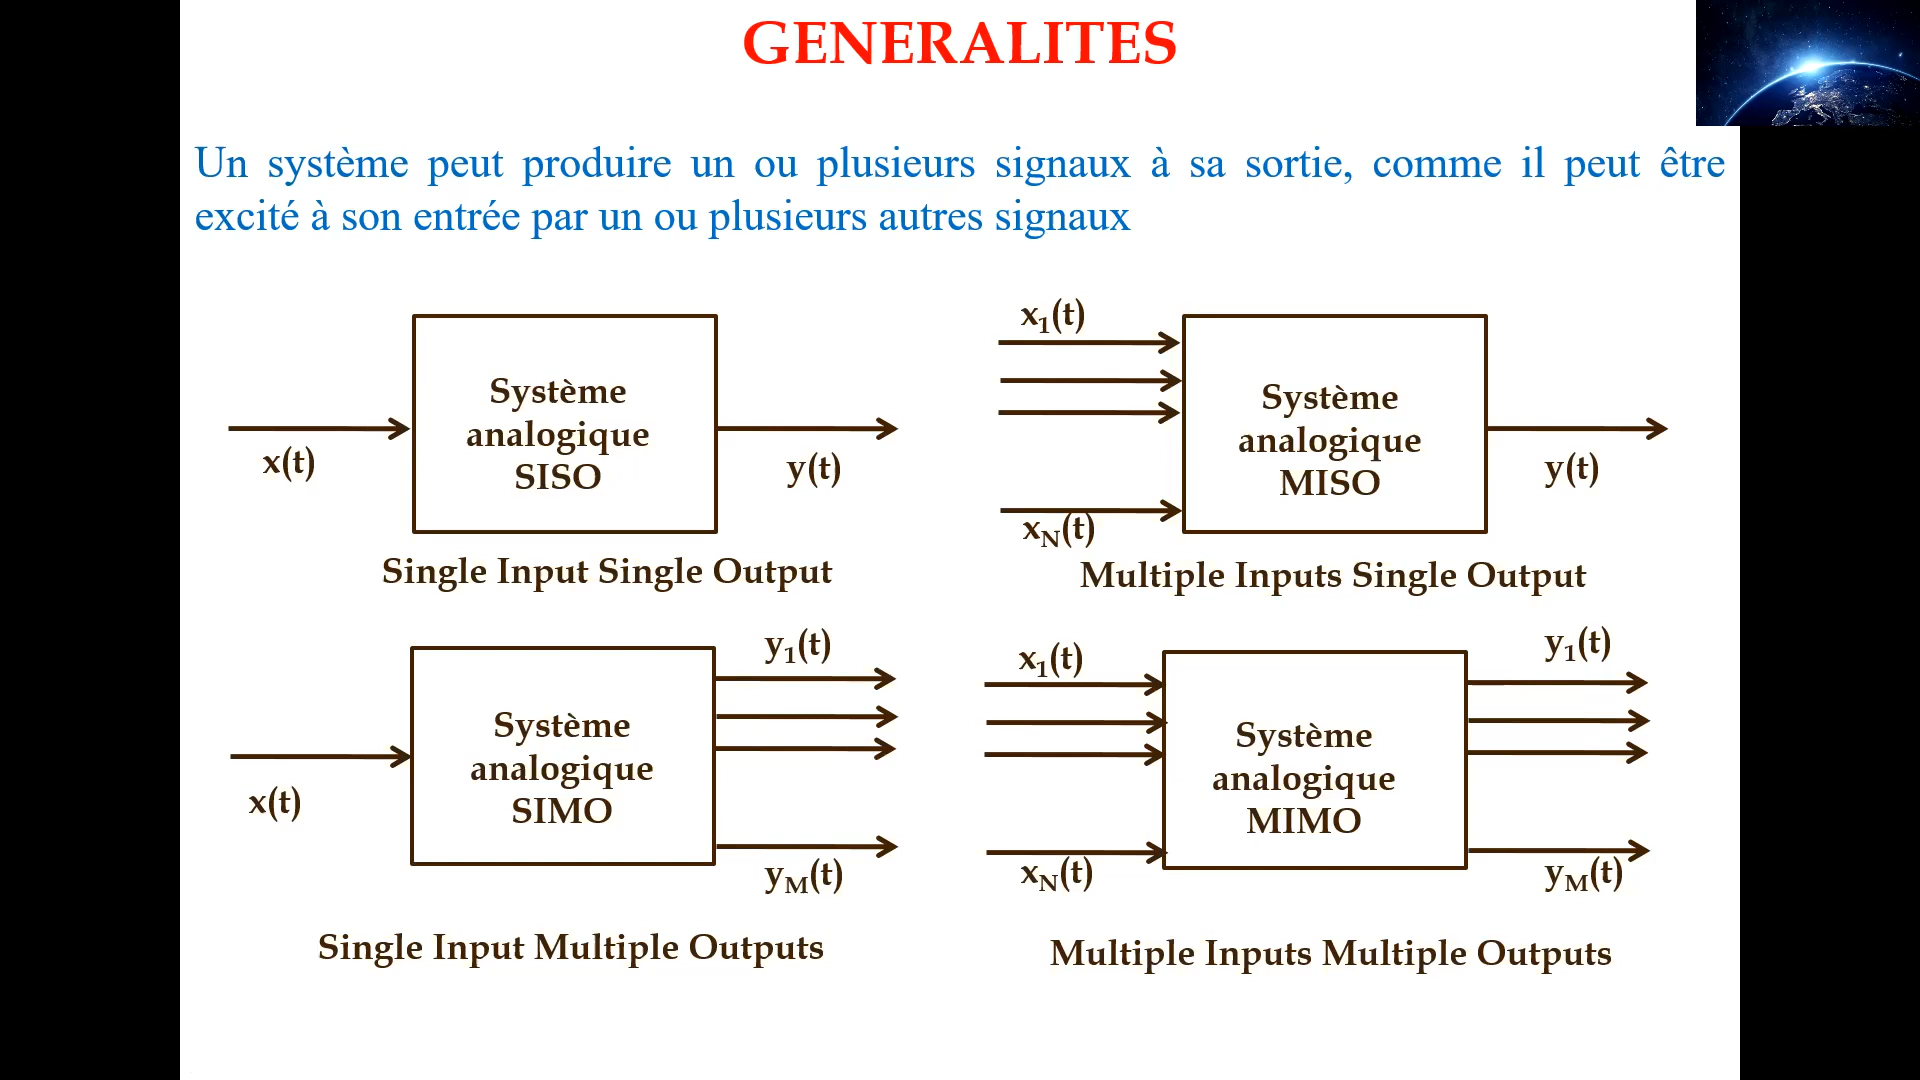 GENERALITES
Un système peut produire un ou plusieurs signaux à sa sortie, comme il peut être
excité à son entrée par un ou plusieurs autres signaux
x(t)
Système
analogique
SISO
y(t)
Single Input Single Output
x1(t)
xN(t)
Système
analogique
MISO
y(t)
Multiple Inputs Single Output
x(t)
Système
analogique
SIMO
y1(t)
yM(t)
Single Input Multiple Outputs
x1(t)
xN(t)
Système
analogique
MIMO
y1(t)
yM(t)
Multiple Inputs Multiple Outputs